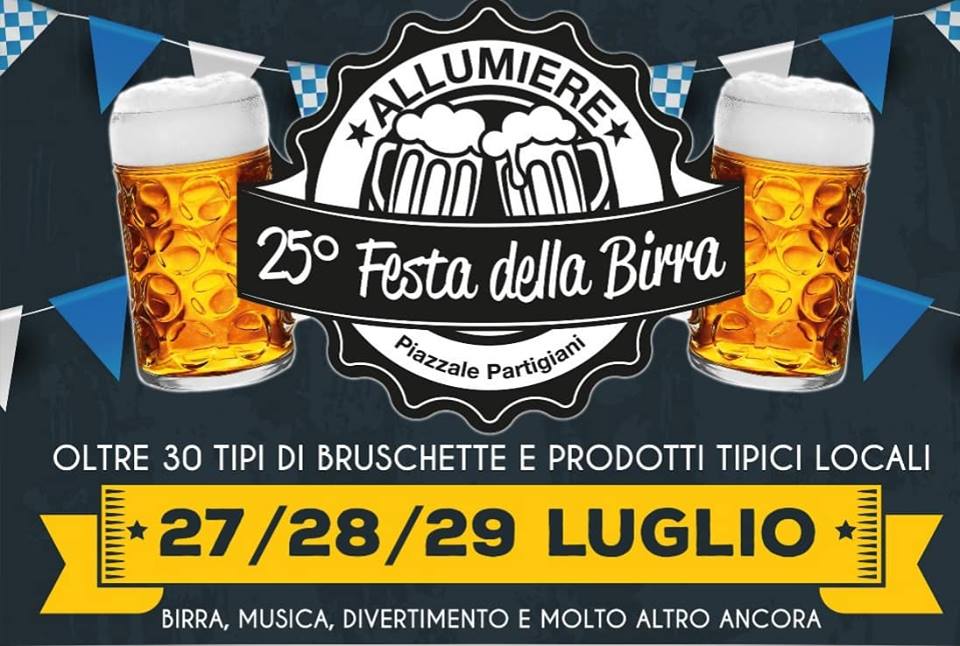 ALLUMIERE
25° Festa della Birra
Piazzale Partigiani
OLTRE 30 TIPI DI BRUSCHETTE E PRODOTTI TIPICI LOCALI
27/28/29 LUGLIO
BIRRA, MUSICA, DIVERTIMENTO E MOLTO ALTRO ANCORA